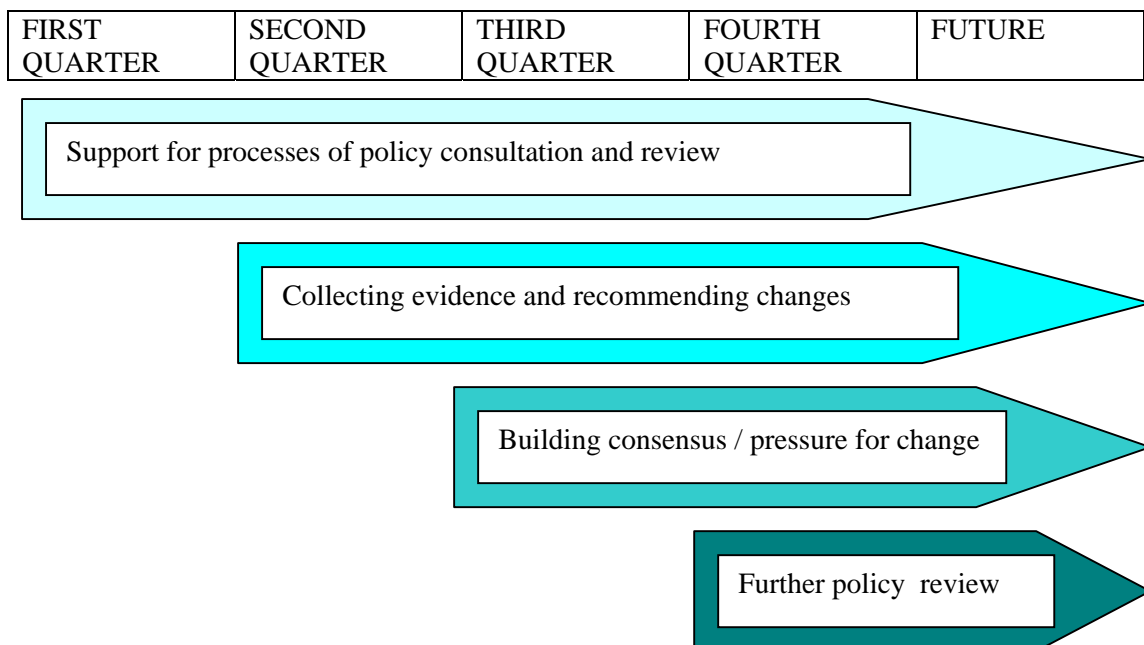 FIRST QUARTER
SECOND QUARTER
THIRD QUARTER
FOURTH QUARTER
FUTURE
Support for processes of policy consultation and review
Collecting evidence and recommending changes
Building consensus / pressure for change
Further policy review